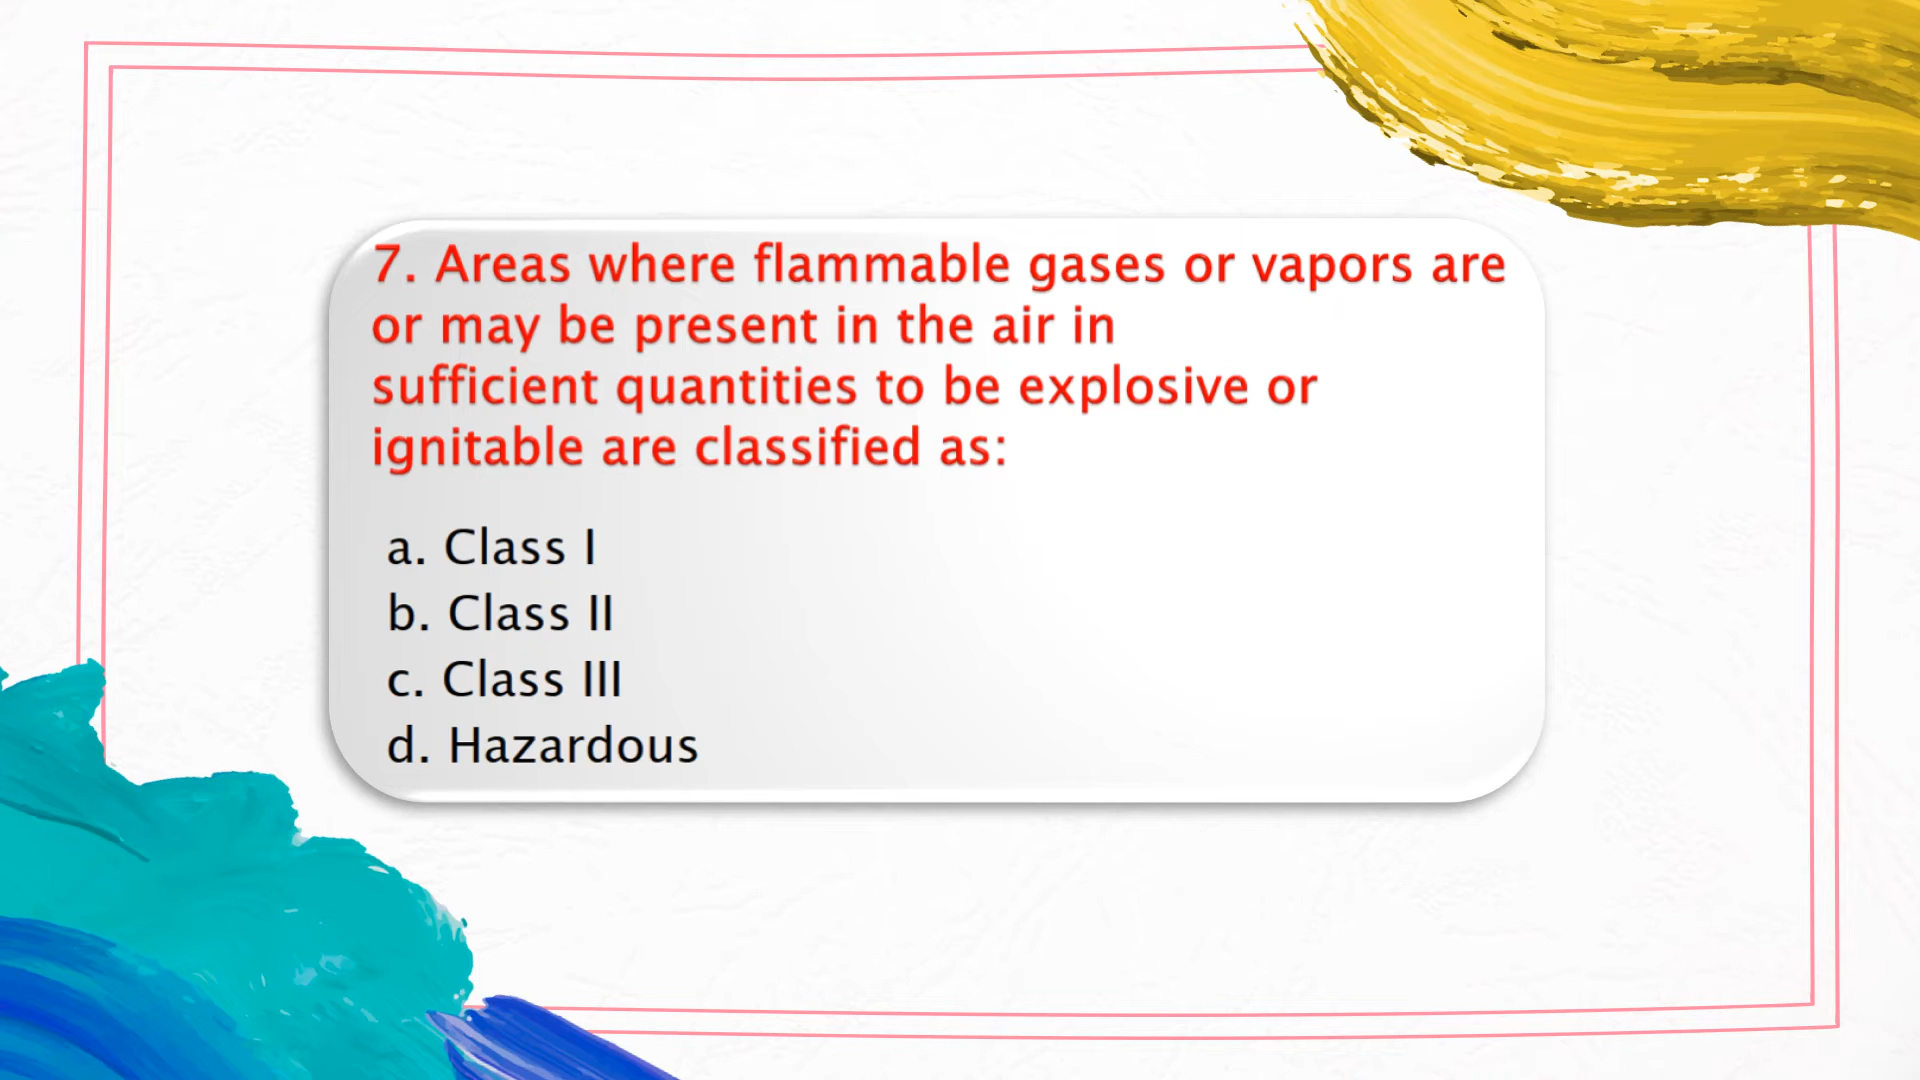 7. Areas where flammable gases or vapors are
or may be present in the air in
sufficient quantities to be explosive or
ignitable are classified as:
a. Class I
b. Class II
c. Class III
d. Hazardous